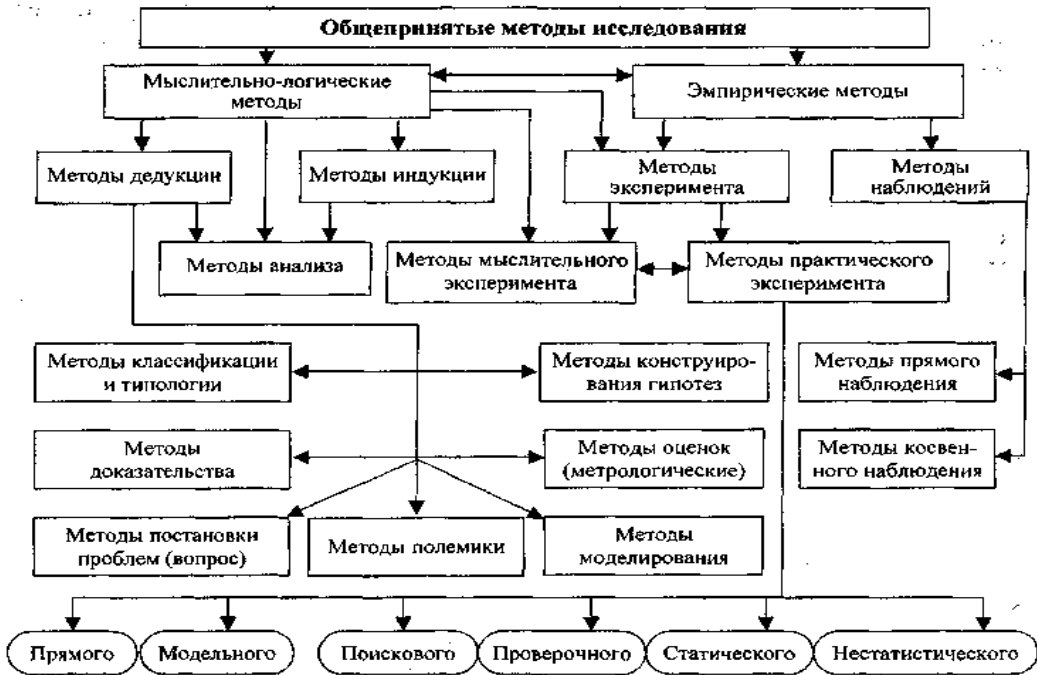 Общепринятые методы исследования
Мыслительно-логические
методы
Эмпирические методы
Методы дедукции
Методы индукции
Методы
эксперимента
Методы
наблюдений
Методы анализа
Методы мыслительного
эксперимента
Методы практического
эксперимента
Методы классификации
и типологии
Методы конструиро-
вания гипотез
Методы прямого
наблюдения
Методы
доказательства
Методы оценок
(метрологические)
Методы косвен-
ного наблюдения
Методы постановки
проблем (вопрос)
Методы полемики
Методы
моделирования
Прямого
Модельного
Поискового
Проверочного
Статического
Нестатистического